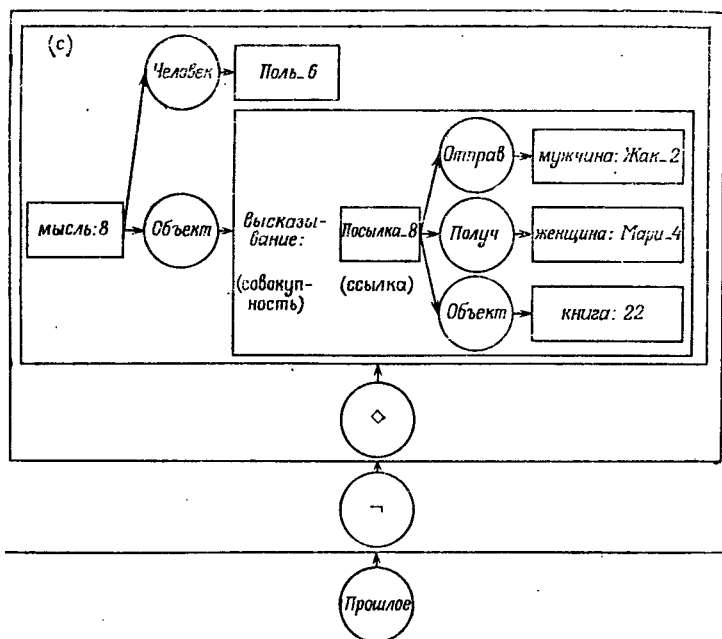 (c)
Человек
Поль_6
Отправ
мужчина: Жак_2
мысль:8
Объект
высказы-
вание:
(совокуп-
ность)
Посылка_8
(ссылка)
Получ
женщина: Мари_4
Объект
книга: 22
◇
¬
Прошлое